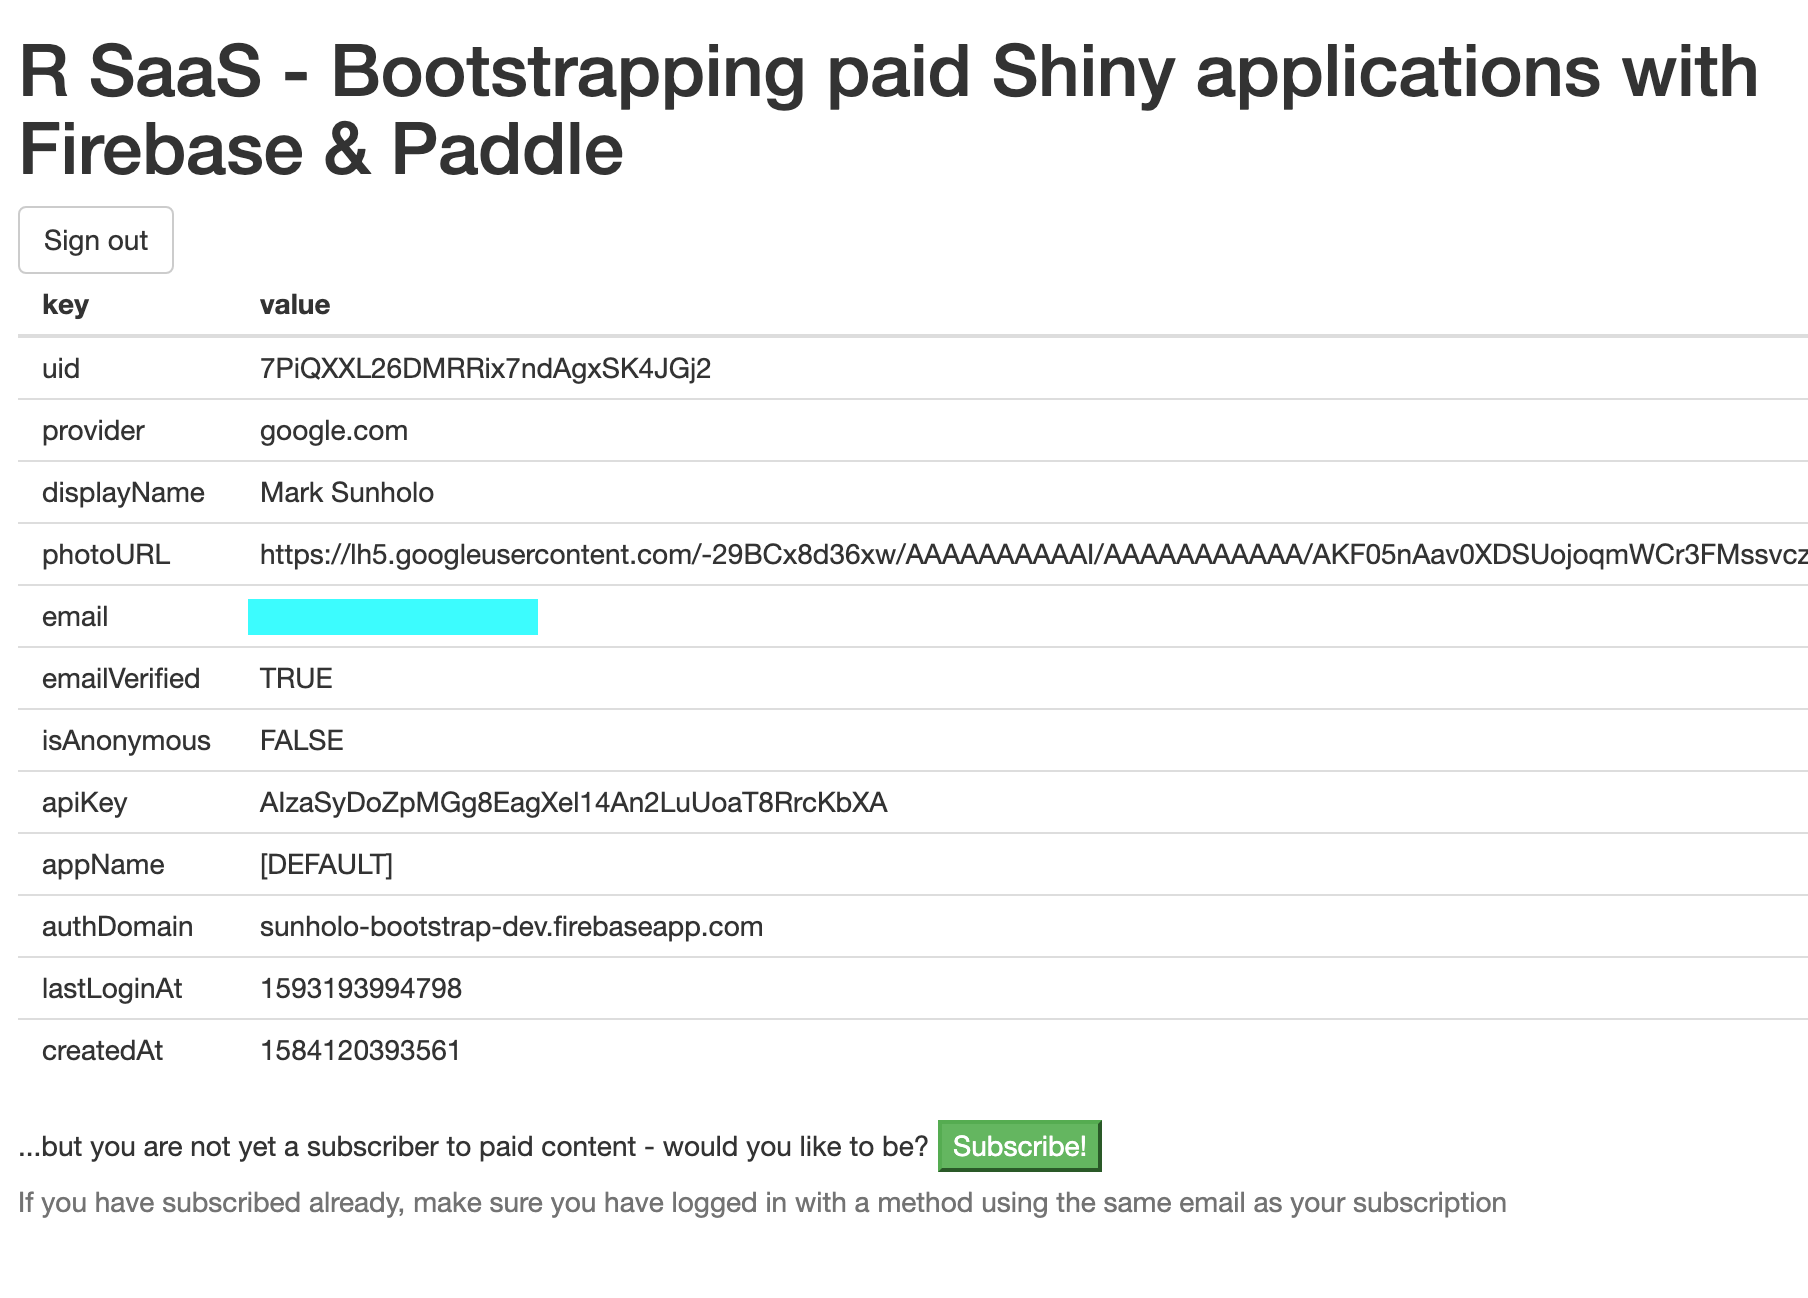 R SaaS - Bootstrapping paid Shiny applications with
Firebase & Paddle
Sign out
key value
uid 7PiQXXL26DMRRix7ndAgxSK4JGj2
provider google.com
displayName Mark Sunholo
photoURL https://lh5.googleusercontent.com/-29BCx8d36xw/AAAAAAAAAAI/AAAAAAAAAAA/AKF05nAav0XDSUojoqmWCr3FMssvcz
email
emailVerified TRUE
isAnonymous FALSE
apiKey AIzaSyDoZpMGg8EagXel14An2LuUoaT8RrcKbXA
appName [DEFAULT]
authDomain sunholo-bootstrap-dev.firebaseapp.com
lastLoginAt 1593193994798
createdAt 1584120393561
...but you are not yet a subscriber to paid content - would you like to be? Subscribe!
If you have subscribed already, make sure you have logged in with a method using the same email as your subscription